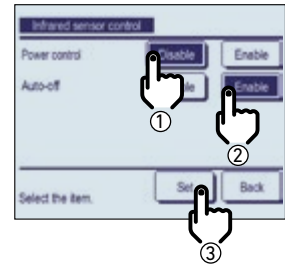 Infrared sensor control
Power control Disable Enable
Auto-off Enable
① ②
Select the item. Set Back
③